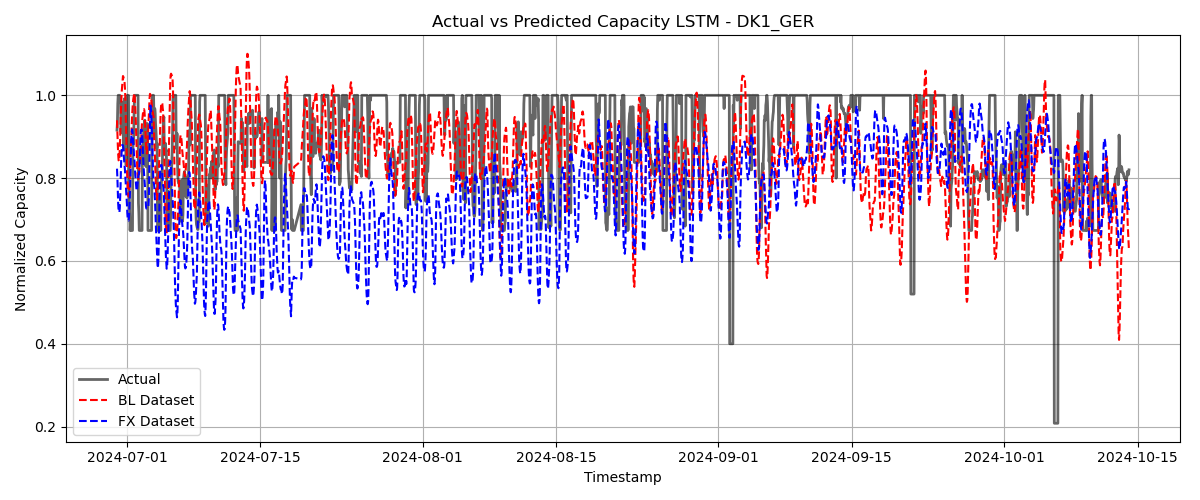 Actual vs Predicted Capacity LSTM - DK1_GER
Normalized Capacity
1.0
0.8
0.6
0.4
0.2
Actual
BL Dataset
FX Dataset
2024-07-01 2024-07-15 2024-08-01 2024-08-15 2024-09-01 2024-09-15 2024-10-01 2024-10-15
Timestamp